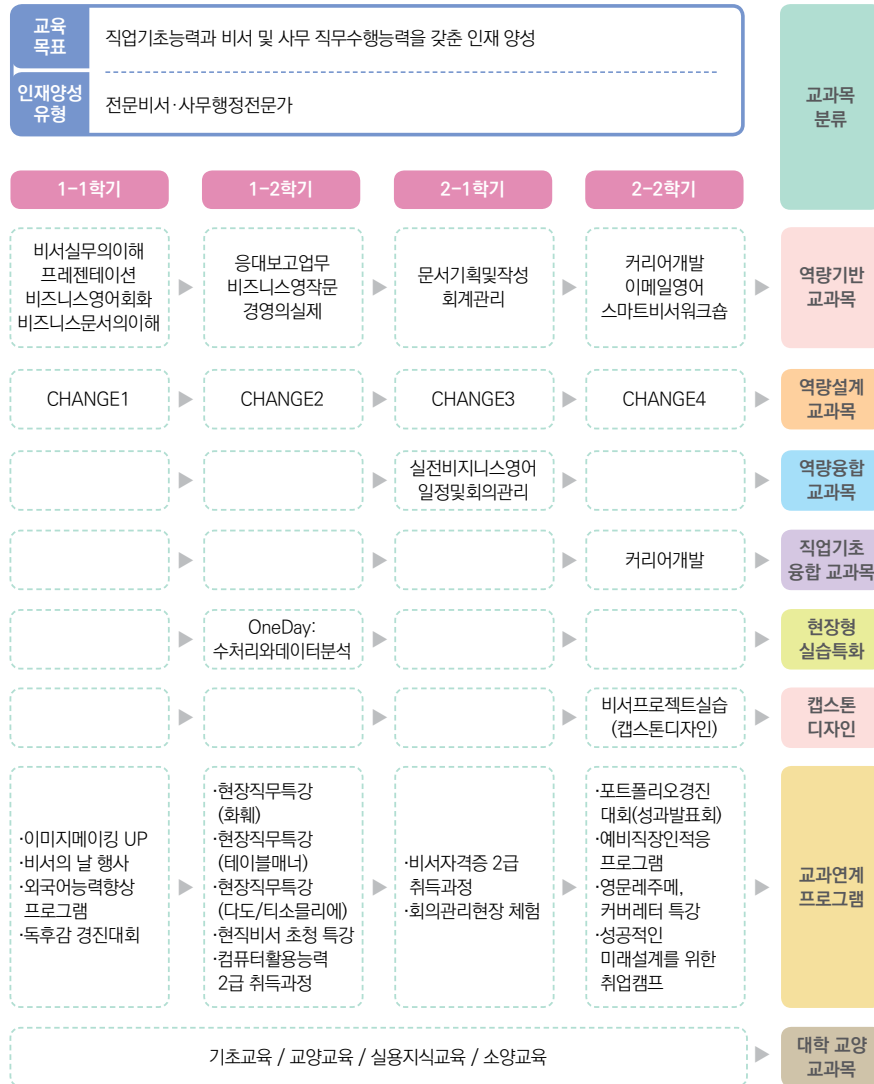 교육
목표
직업기초능력과 비서 및 사무 직무수행능력을 갖춘 인재 양성
인재양성
유형
전문비서·사무행정전문가
교과목
분류
1-1학기
1-2학기
2-1학기
2-2학기
비서실무의이해
프레젠테이션
비즈니스영어회화
비즈니스문서의이해
응대보고업무
비즈니스영작문
경영의실제
문서기획및작성
회계관리
커리어개발
이메일영어
스마트비서워크숍
역량기반
교과목
CHANGE1
CHANGE2
CHANGE3
CHANGE4
역량설계
교과목
실전비지니스영어
일정및회의관리
역량융합
교과목
커리어개발
직업기초
융합 교과목
OneDay:
수처리와데이터분석
현장형
실습특화
비서프로젝트실습
(캡스톤디자인)
캡스톤
디자인
·이미지메이킹 UP
·비서의 날 행사
·외국어능력향상
프로그램
·독후감 경진대회
·현장직무특강
(화훼)
·현장직무특강
(테이블매너)
·현장직무특강
(다도/티소믈리에)
·현직비서 초청 특강
·컴퓨터활용능력
2급 취득과정
·비서자격증 2급
취득과정
·회의관리현장 체험
·포트폴리오경진
대회(성과발표회)
·예비직장인적응
프로그램
·영문레주메,
커버레터 특강
·성공적인
미래설계를 위한
취업캠프
교과연계
프로그램
기초교육 / 교양교육 / 실용지식교육 / 소양교육
대학 교양
교과목